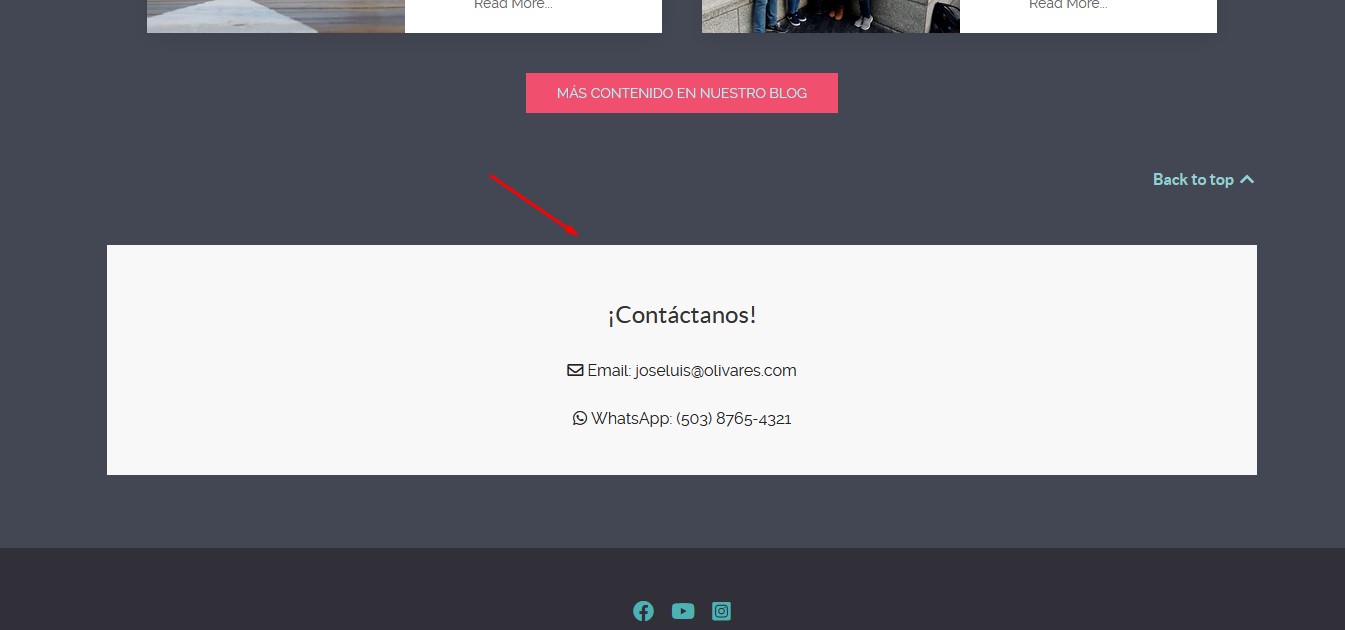 Read More...
Read More...
MÁS CONTENIDO EN NUESTRO BLOG
Back to top
¡Contáctanos!
Email: joseluis@olivares.com
WhatsApp: (503) 8765-4321